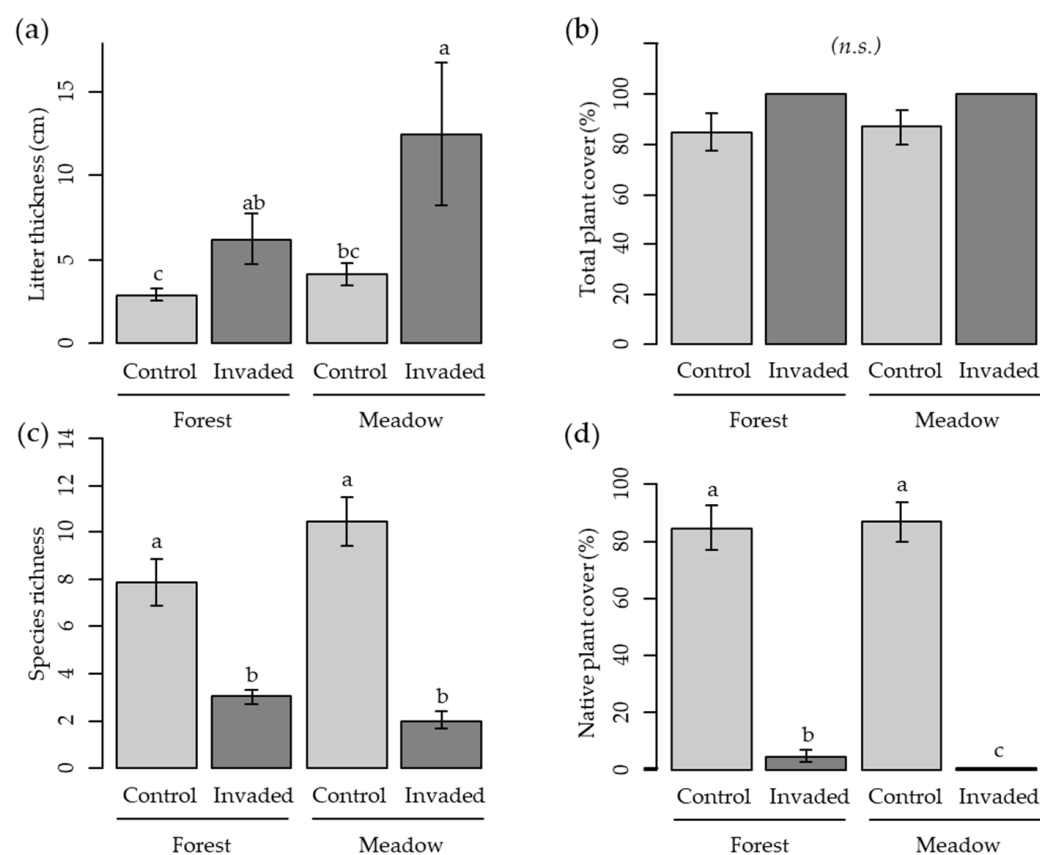 (a)
Litter thickness (cm)
15
10
5
0
c
ab
bc
a
Control Invaded Control Invaded
Forest Meadow
(b)
Total plant cover (%)
100
80
60
40
20
0
(n.s.)
Control Invaded Control Invaded
Forest Meadow
(c)
Species richness
14
12
10
8
6
4
2
0
a
b
a
b
Control Invaded Control Invaded
Forest Meadow
(d)
Native plant cover (%)
100
80
60
40
20
0
a
b
a
c
Control Invaded Control Invaded
Forest Meadow